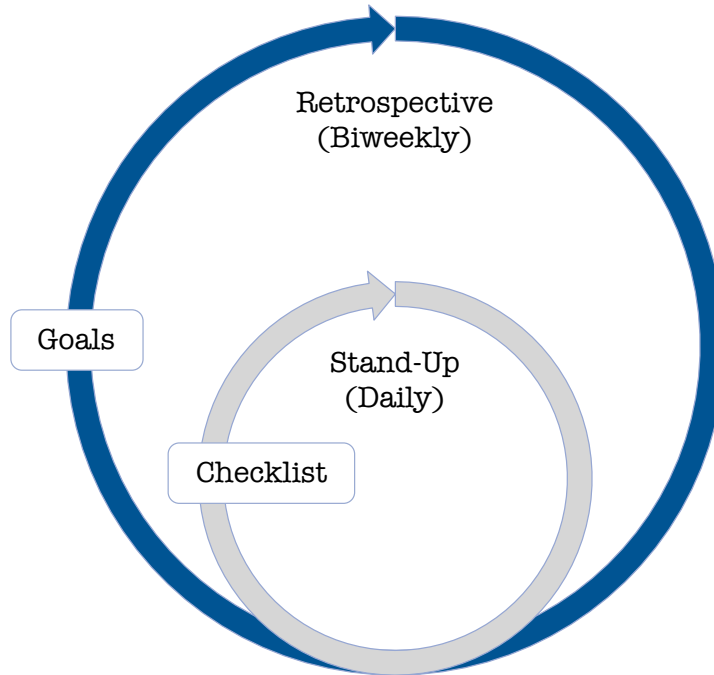 Retrospective
(Biweekly)
Goals
Stand-Up
(Daily)
Checklist